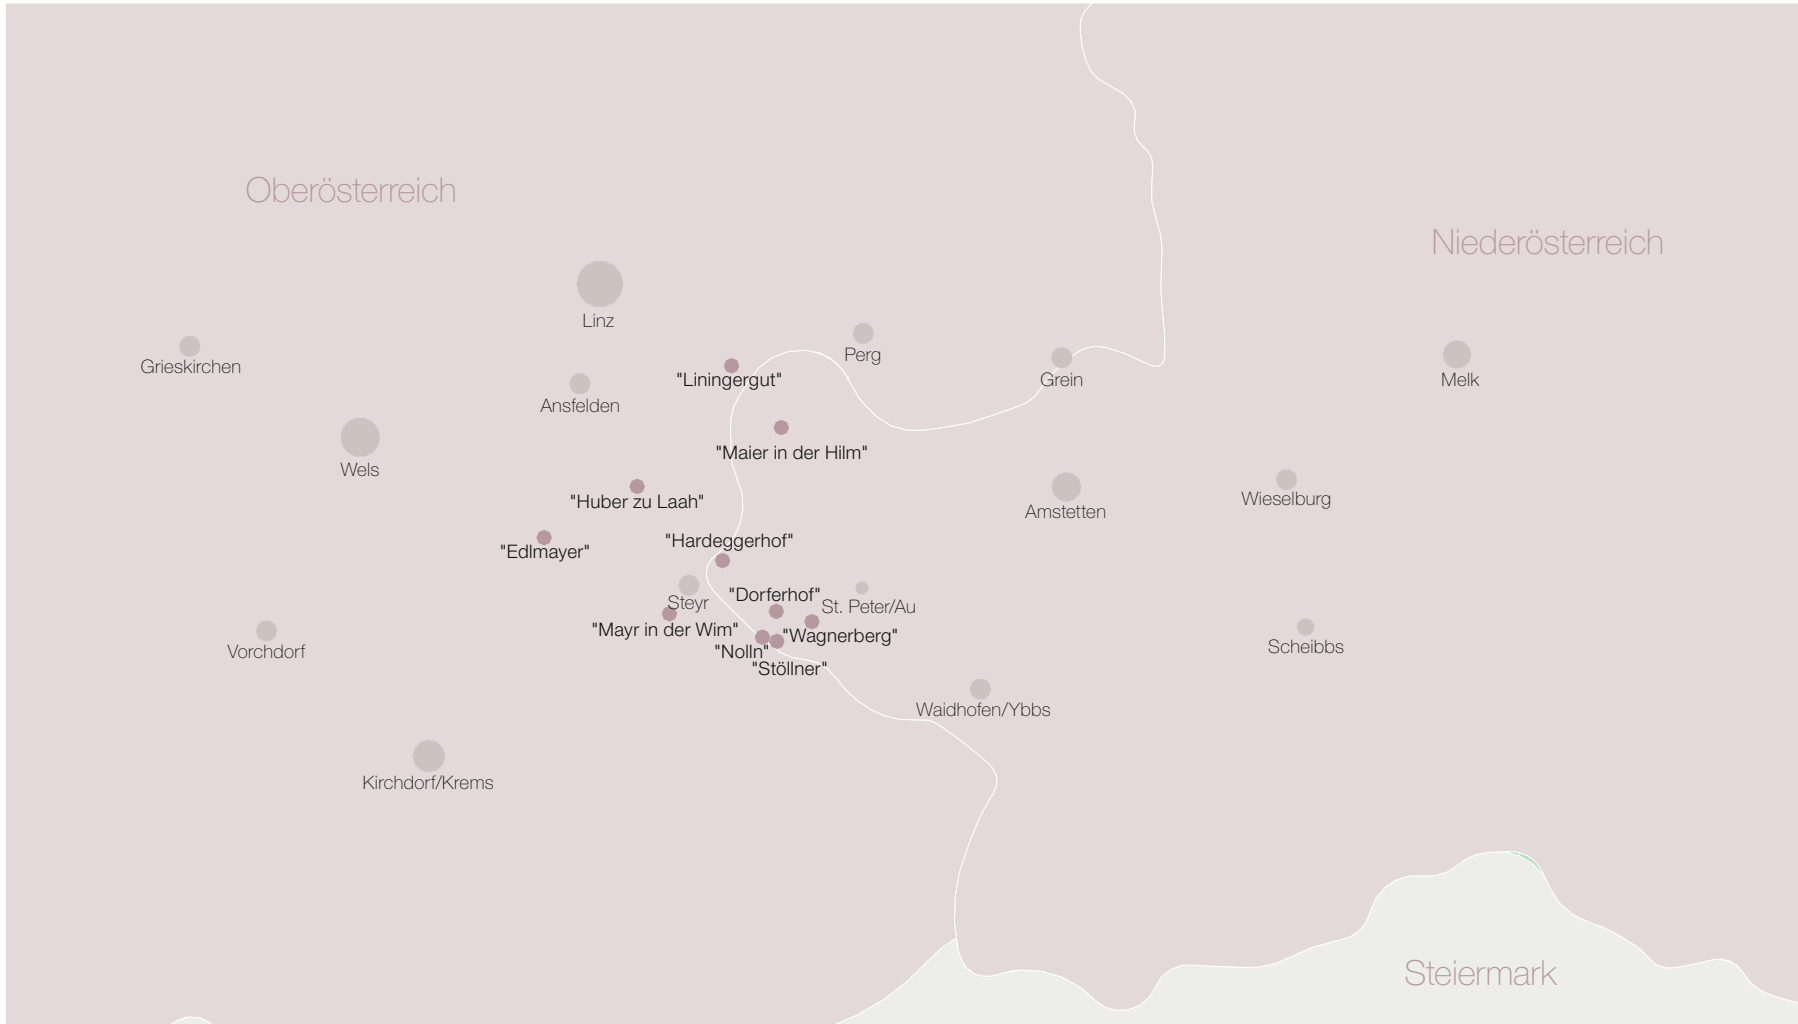 Oberösterreich
Niederösterreich
Linz
Perg
Grieskirchen
"Liningergut"
Grein
Melk
Ansfelden
"Maier in der Hilm"
Wels
"Huber zu Laah"
Wieselburg
Amstetten
"Hardeggerhof"
"Edlmayer"
"Dorferhof"
Steyr
St. Peter/Au
"Mayr in der Wim"
"Wagnerberg"
Vorchdorf
"Nolln"
Scheibbs
"Stöllner"
Waidhofen/Ybbs
Kirchdorf/Krems
Steiermark